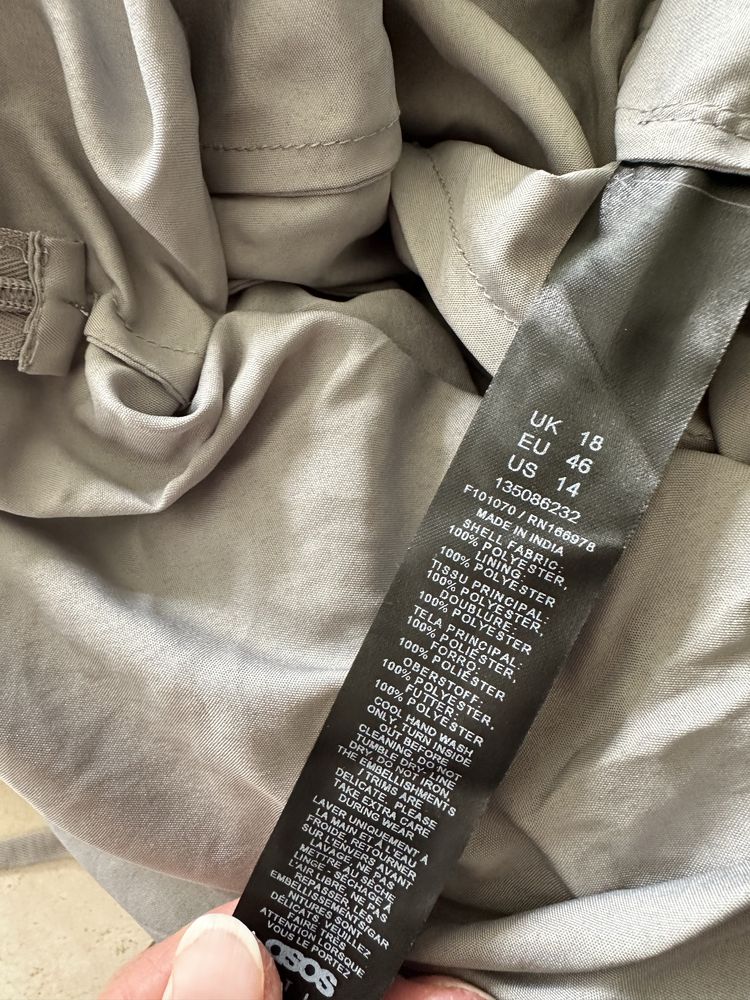 UK 18
EU 46
US 14
135086232
F101070 / RN166978
MADE IN INDIA
SHELL FABRIC:
100% POLYESTER,
LINING:
100% POLYESTER
TISSU PRINCIPAL:
100% POLYESTER,
DOUBLURE:
100% POLYESTER
TELA PRINCIPAL:
100% POLIÉSTER,
FORRO:
100% POLIÉSTER
OBERSTOFF:
100% POLYESTER,
FUTTER:
100% POLYESTER
COOL HAND WASH
ONLY. TURN INSIDE
OUT BEFORE
CLEANING. DO NOT
TUMBLE DRY. LINE
DRY. DO NOT IRON.
THE EMBELLISHMENTS
/TRIMS ARE
DELICATE. PLEASE
TAKE EXTRA CARE
DURING WEAR
LAVER UNIQUEMENT À
LA MAIN ET À L'EAU
FROIDE. RETOURNER
SUR L'ENVERS AVANT
LAVAGE. NE PAS
METTRE AU SÈCHE
LINGE - SÉCHAGE À
L'AIR LIBRE. NE PAS
REPASSER. LES
EMBELLISSEMENTS/GAR
NITURES SONT
DÉLICATS. VEUILLEZ
FAIRE TRÈS
ATTENTION LORSQUE
VOUS LE PORTEZ
asos